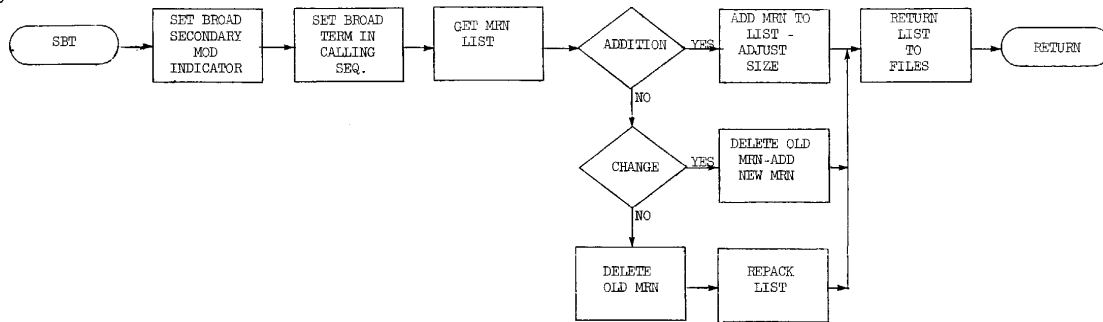 SBT
SET BROAD
SECONDARY
MOD
INDICATOR
SET BROAD
TERM IN
CALLING
SEQ.
GET MRN
LIST
ADDITION
YES
ADD MRN TO
LIST -
ADJUST
SIZE
RETURN
LIST
TO
FILES
RETURN
NO
CHANGE
YES
DELETE OLD
MRN-ADD
NEW MRN
NO
DELETE
OLD MRN
REPACK
LIST